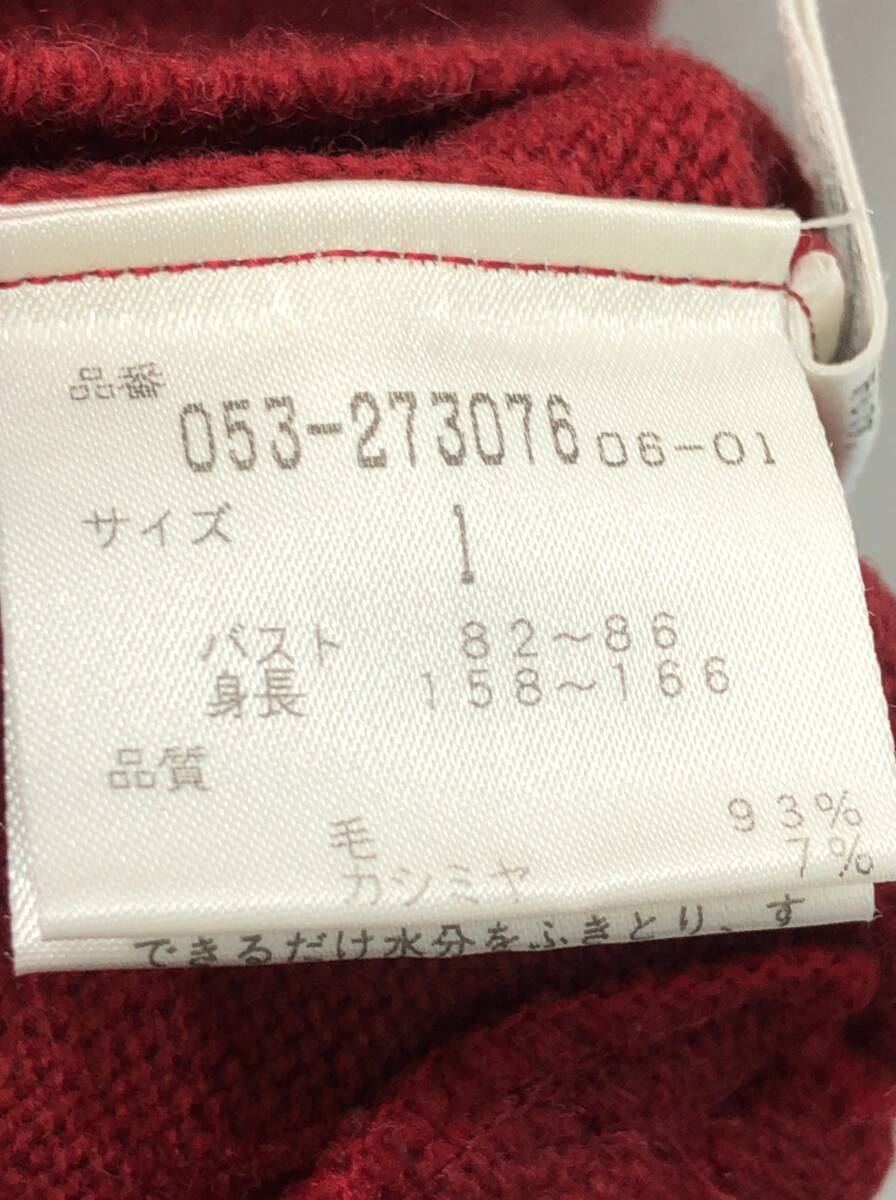 品番
053-273076 06-01
サイズ 1
バスト 82~86
身長 158~166
品質
毛 93%
カシミヤ 7%
できるだけ水分をふきとり、す